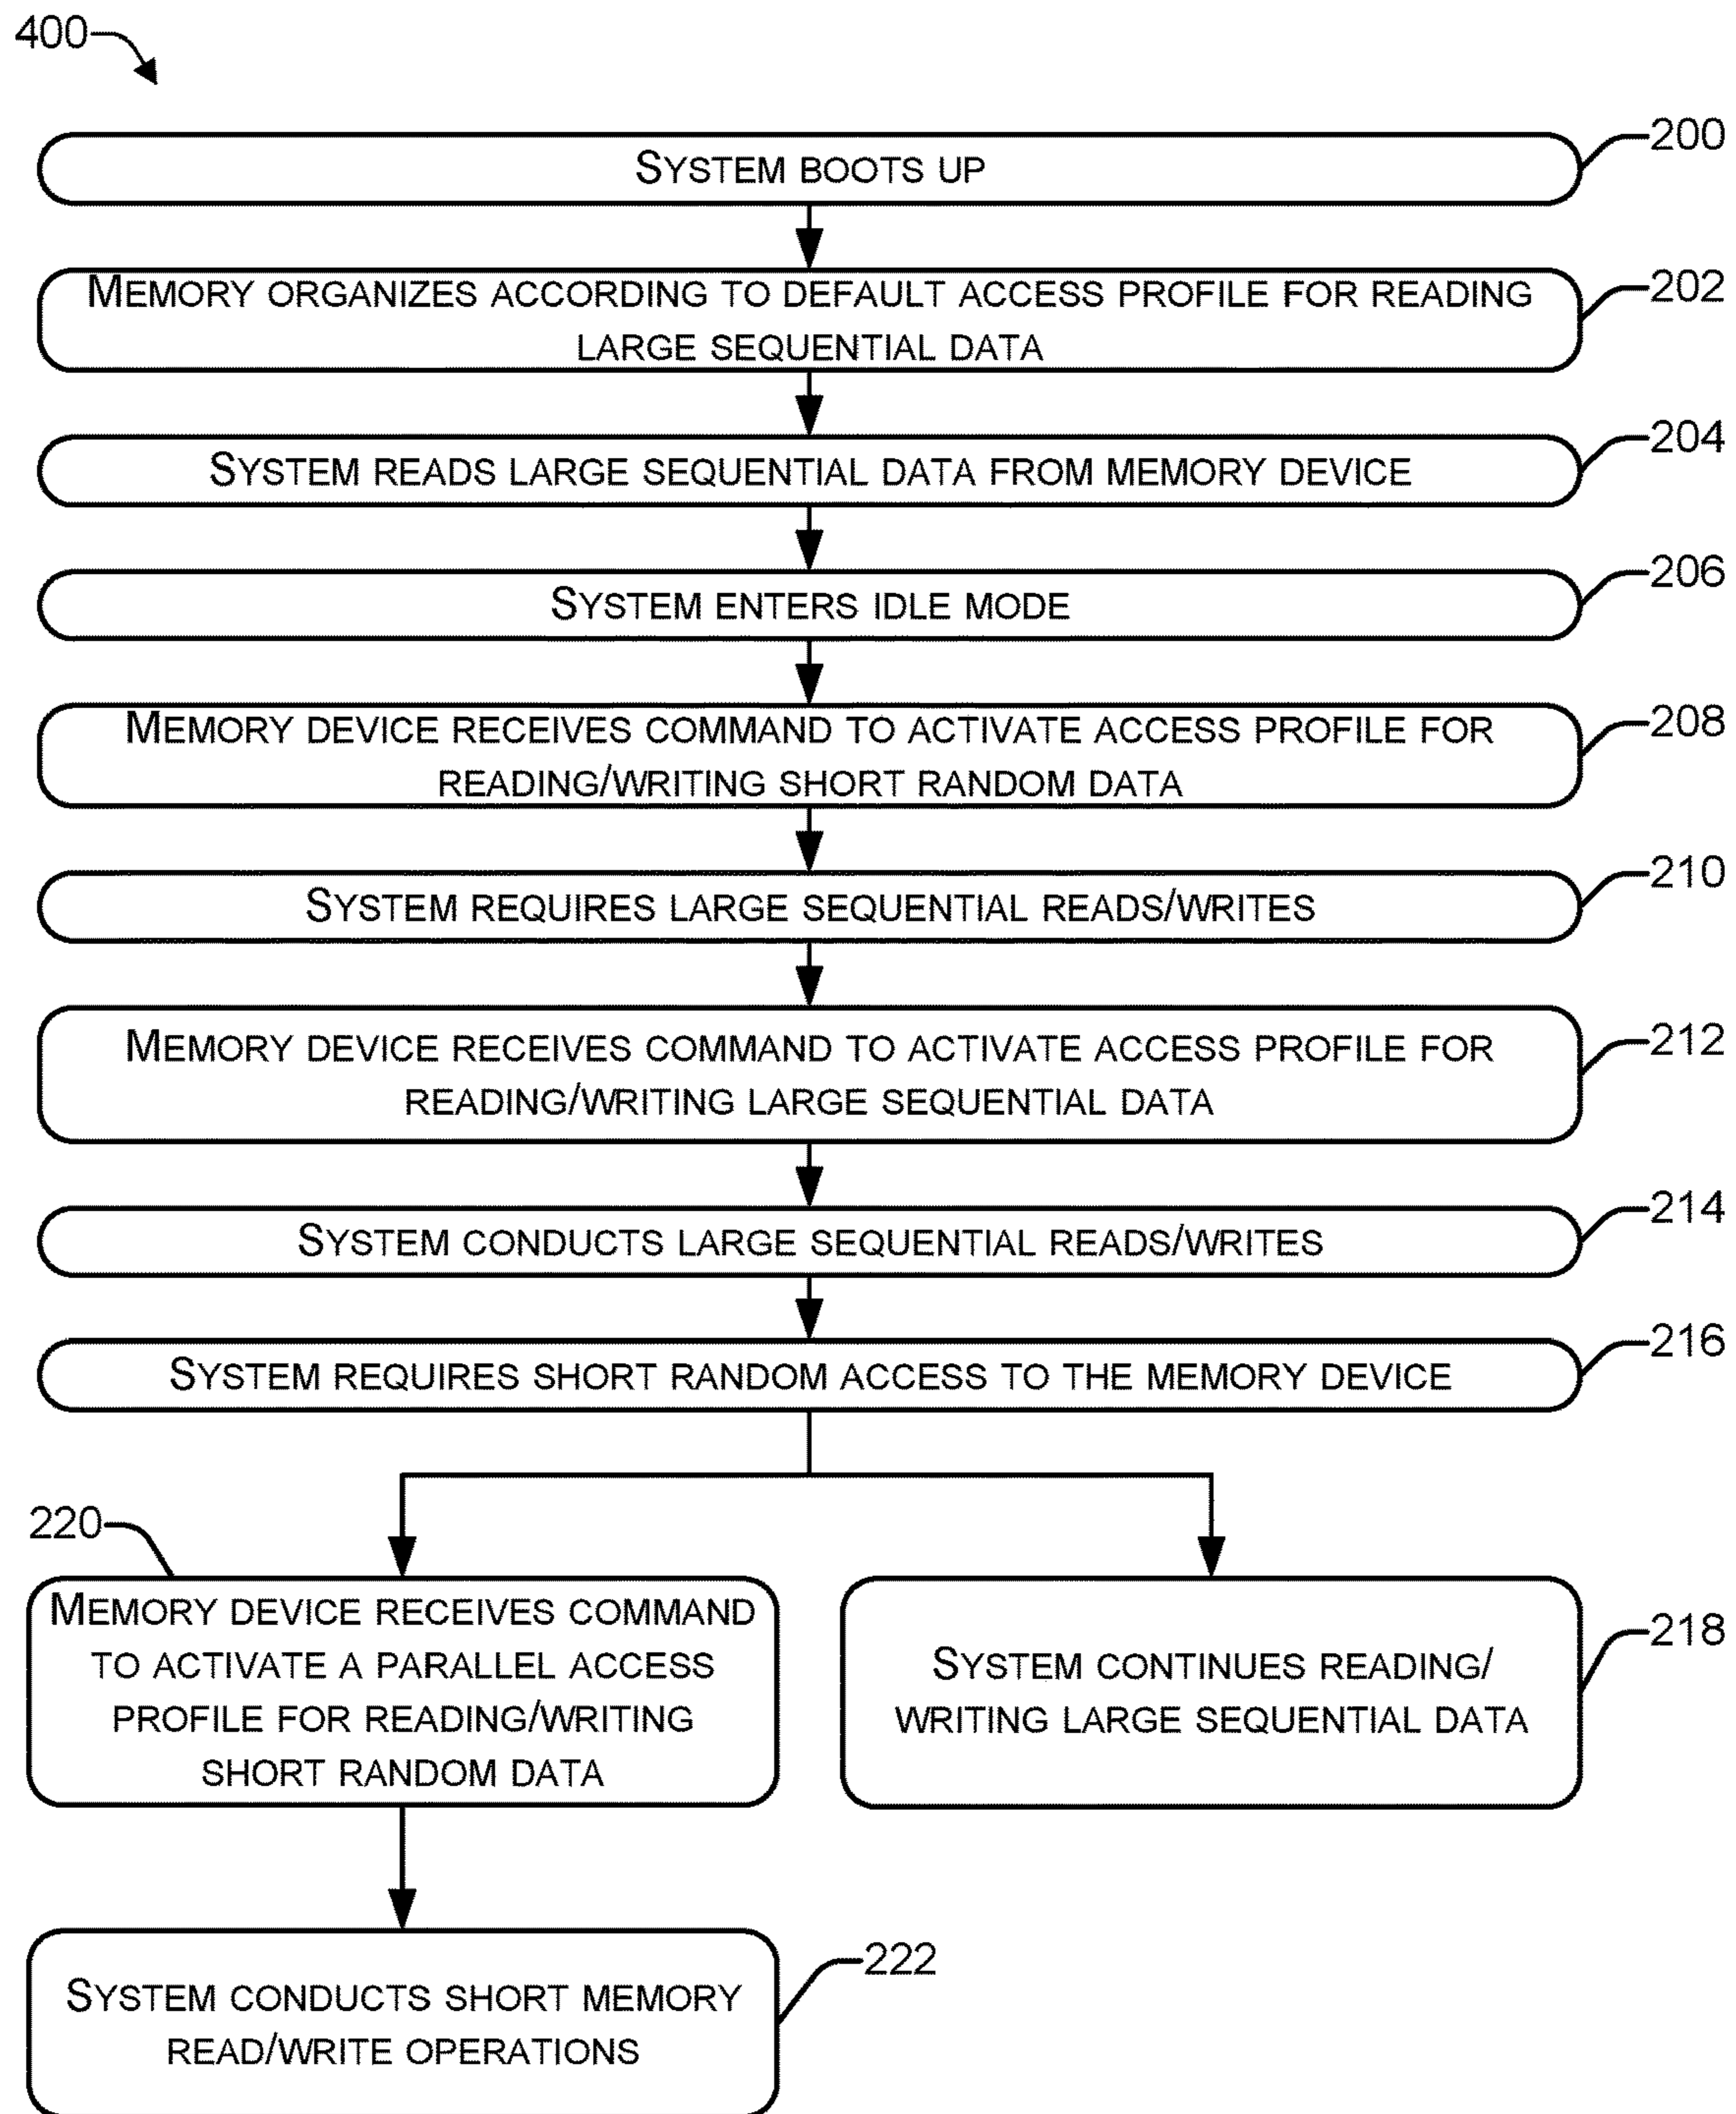 400
200
SYSTEM BOOTS UP
202
MEMORY ORGANIZES ACCORDING TO DEFAULT ACCESS PROFILE FOR READING
LARGE SEQUENTIAL DATA
204
SYSTEM READS LARGE SEQUENTIAL DATA FROM MEMORY DEVICE
206
SYSTEM ENTERS IDLE MODE
208
MEMORY DEVICE RECEIVES COMMAND TO ACTIVATE ACCESS PROFILE FOR
READING/WRITING SHORT RANDOM DATA
210
SYSTEM REQUIRES LARGE SEQUENTIAL READS/WRITES
212
MEMORY DEVICE RECEIVES COMMAND TO ACTIVATE ACCESS PROFILE FOR
READING/WRITING LARGE SEQUENTIAL DATA
214
SYSTEM CONDUCTS LARGE SEQUENTIAL READS/WRITES
216
SYSTEM REQUIRES SHORT RANDOM ACCESS TO THE MEMORY DEVICE
220
MEMORY DEVICE RECEIVES COMMAND
TO ACTIVATE A PARALLEL ACCESS
PROFILE FOR READING/WRITING
SHORT RANDOM DATA
218
SYSTEM CONTINUES READING/
WRITING LARGE SEQUENTIAL DATA
222
SYSTEM CONDUCTS SHORT MEMORY
READ/WRITE OPERATIONS